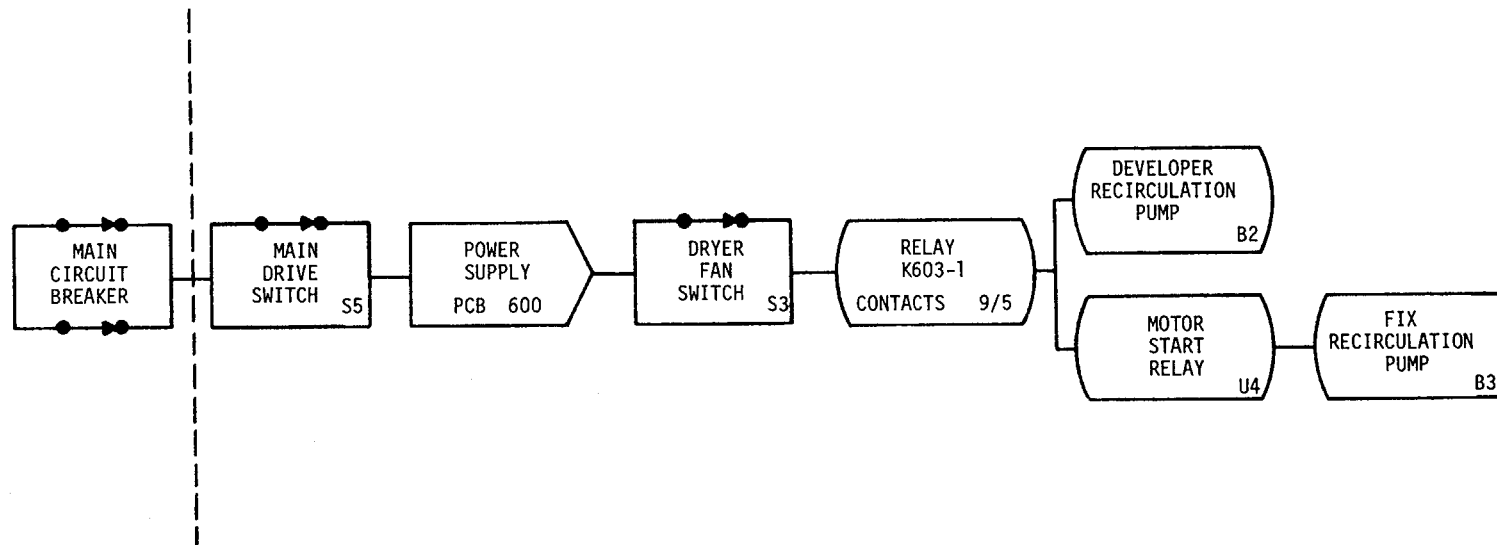 MAIN
CIRCUIT
BREAKER
MAIN
DRIVE
SWITCH
S5
POWER
SUPPLY
PCB 600
DRYER
FAN
SWITCH
S3
RELAY
K603-1
CONTACTS 9/5
DEVELOPER
RECIRCULATION
PUMP
B2
MOTOR
START
RELAY
U4
FIX
RECIRCULATION
PUMP
B3